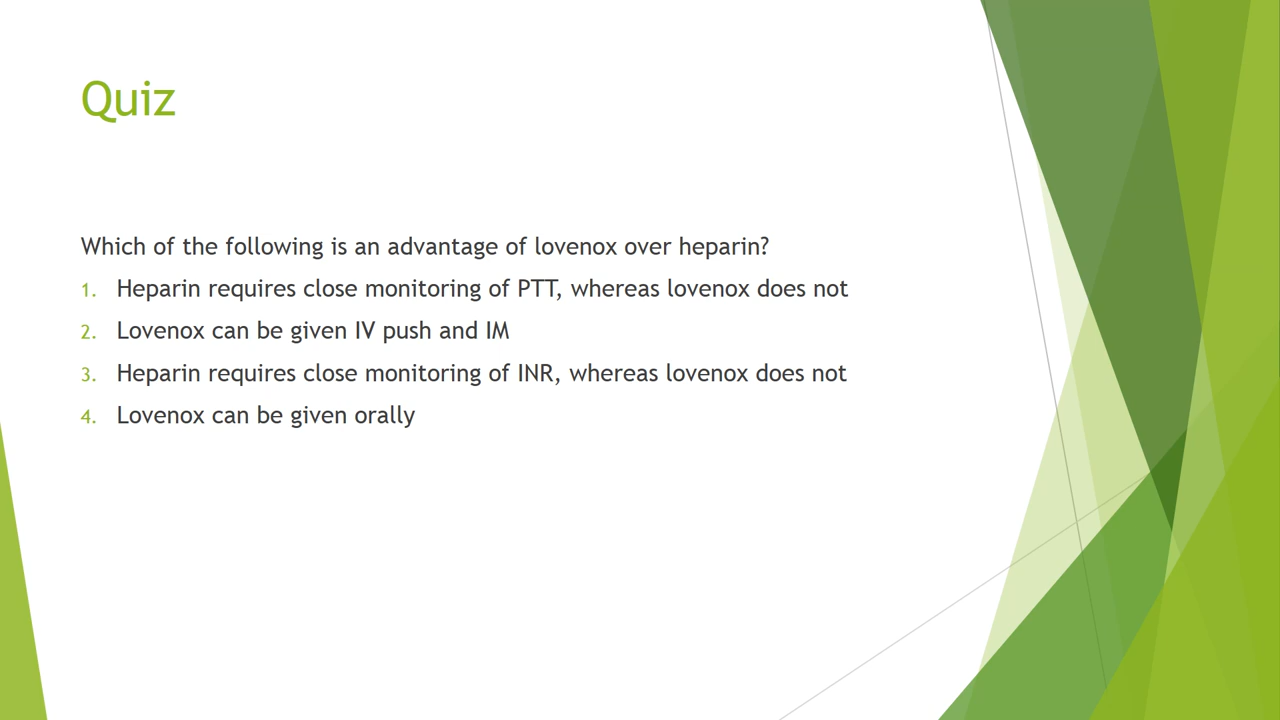 Quiz
Which of the following is an advantage of lovenox over heparin?
1. Heparin requires close monitoring of PTT, whereas lovenox does not
2. Lovenox can be given IV push and IM
3. Heparin requires close monitoring of INR, whereas lovenox does not
4. Lovenox can be given orally